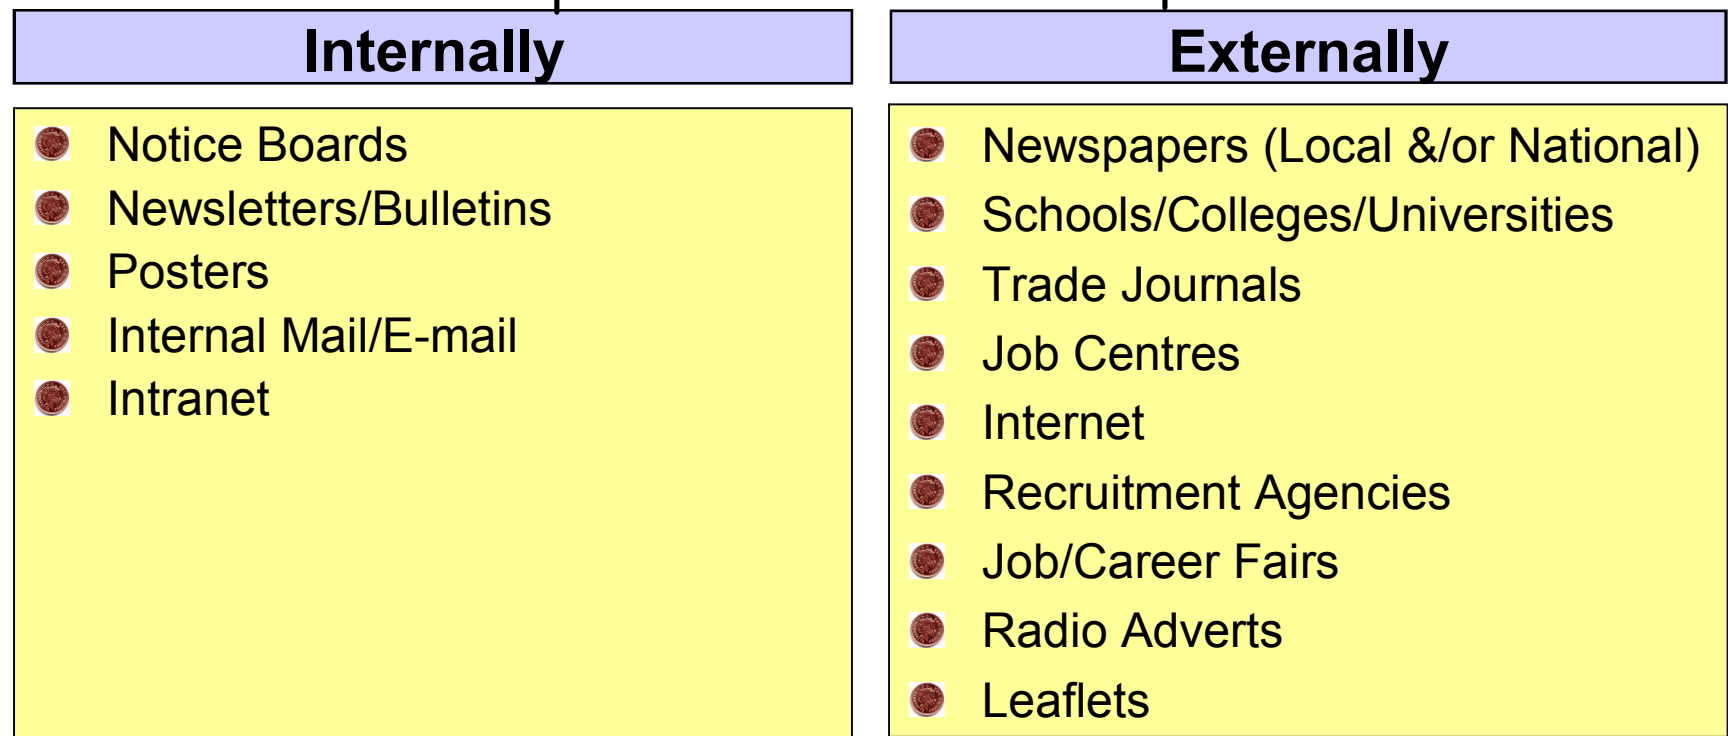 Internally
Notice Boards
Newsletters/Bulletins
Posters
Internal Mail/E-mail
Intranet
Externally
Newspapers (Local &/or National)
Schools/Colleges/Universities
Trade Journals
Job Centres
Internet
Recruitment Agencies
Job/Career Fairs
Radio Adverts
Leaflets